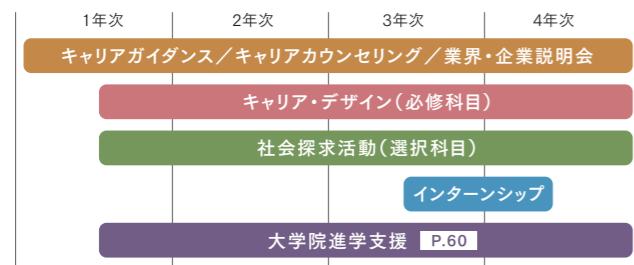 1年次 2年次 3年次 4年次
キャリアガイダンス／キャリアカウンセリング／業界・企業説明会
キャリア・デザイン（必修科目）
社会探求活動（選択科目）
インターンシップ
大学院進学支援 P.60